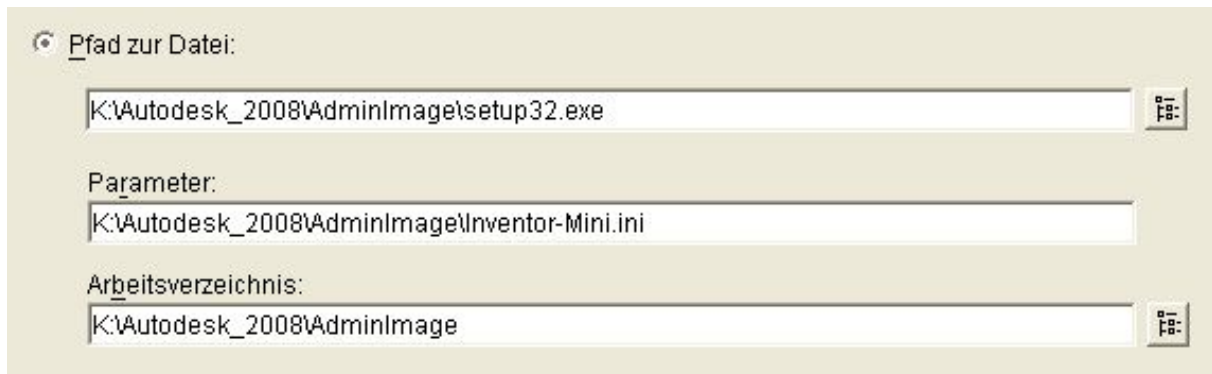 Pfad zur Datei:
K:\Autodesk_2008\AdminImage\setup32.exe
Parameter:
K:\Autodesk_2008\AdminImage\Inventor-Mini.ini
Arbeitsverzeichnis:
K:\Autodesk_2008\AdminImage